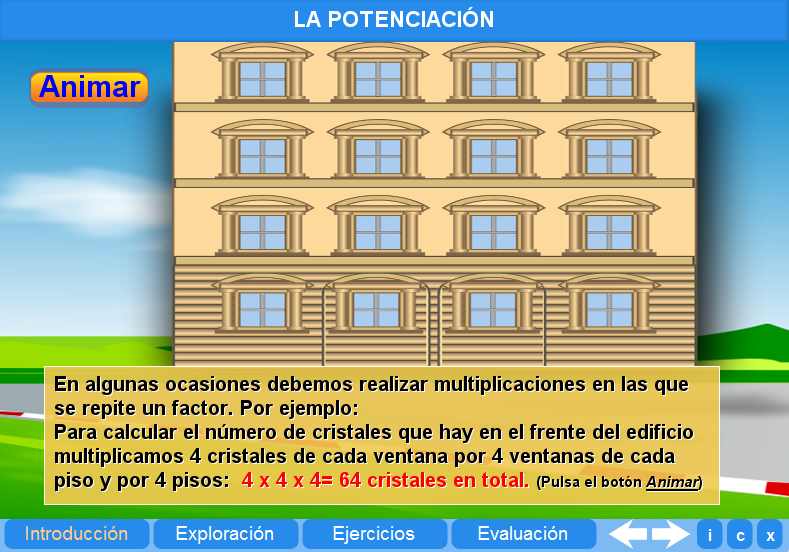 LA POTENCIACIÓN
Animar
En algunas ocasiones debemos realizar multiplicaciones en las que
se repite un factor. Por ejemplo:
Para calcular el número de cristales que hay en el frente del edificio
multiplicamos 4 cristales de cada ventana por 4 ventanas de cada
piso y por 4 pisos: 4 x 4 x 4= 64 cristales en total. (Pulsa el botón Animar)
Introducción Exploración Ejercicios Evaluación i c x